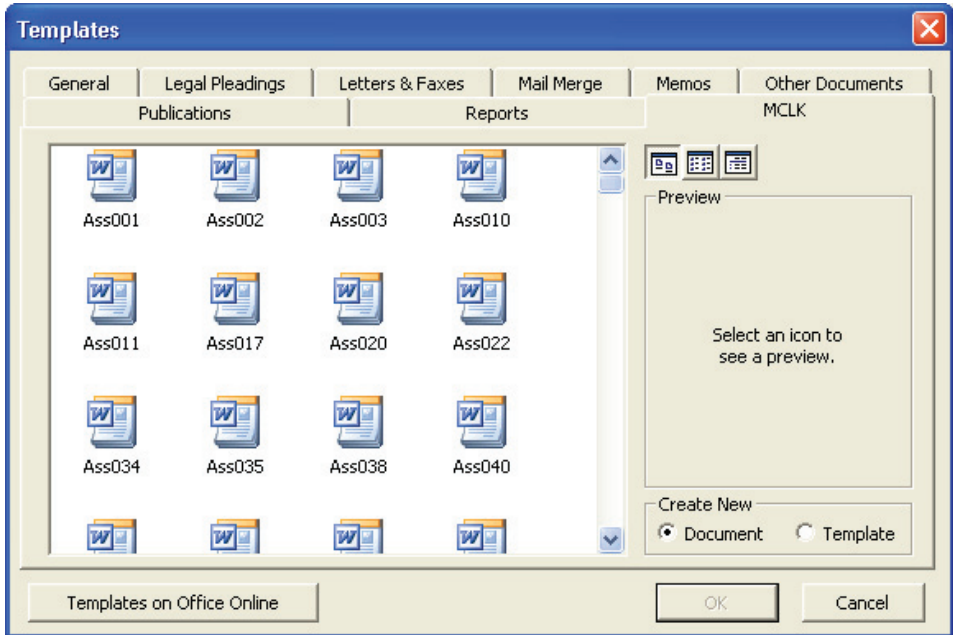 Templates
General Legal Pleadings Letters & Faxes Mail Merge Memos Other Documents
Publications Reports MCLK
Ass001 Ass002 Ass003 Ass010
Ass011 Ass017 Ass020 Ass022
Ass034 Ass035 Ass038 Ass040
Preview
Select an icon to
see a preview.
Create New
Document Template
Templates on Office Online OK Cancel